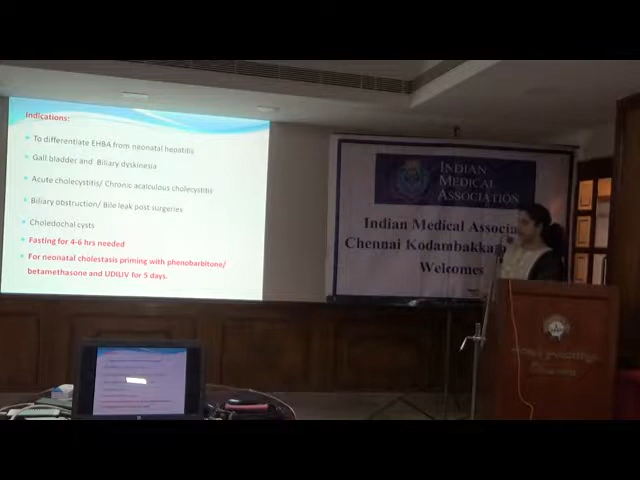 Indications:
To differentiate EHBA from neonatal hepatitis
Gall bladder and Biliary dyskinesia
Acute cholecystitis/ Chronic acalculous cholecystitis
Biliary obstruction/ Bile leak post surgeries
Choledochal cysts
Fasting for 4-6 hrs needed
For neonatal cholestasis priming with phenobarbitone/
betamethasone and UDILIV for 5 days.
INDIAN
MEDICAL
ASSOCIATION
Indian Medical
Chennai
Welcomes